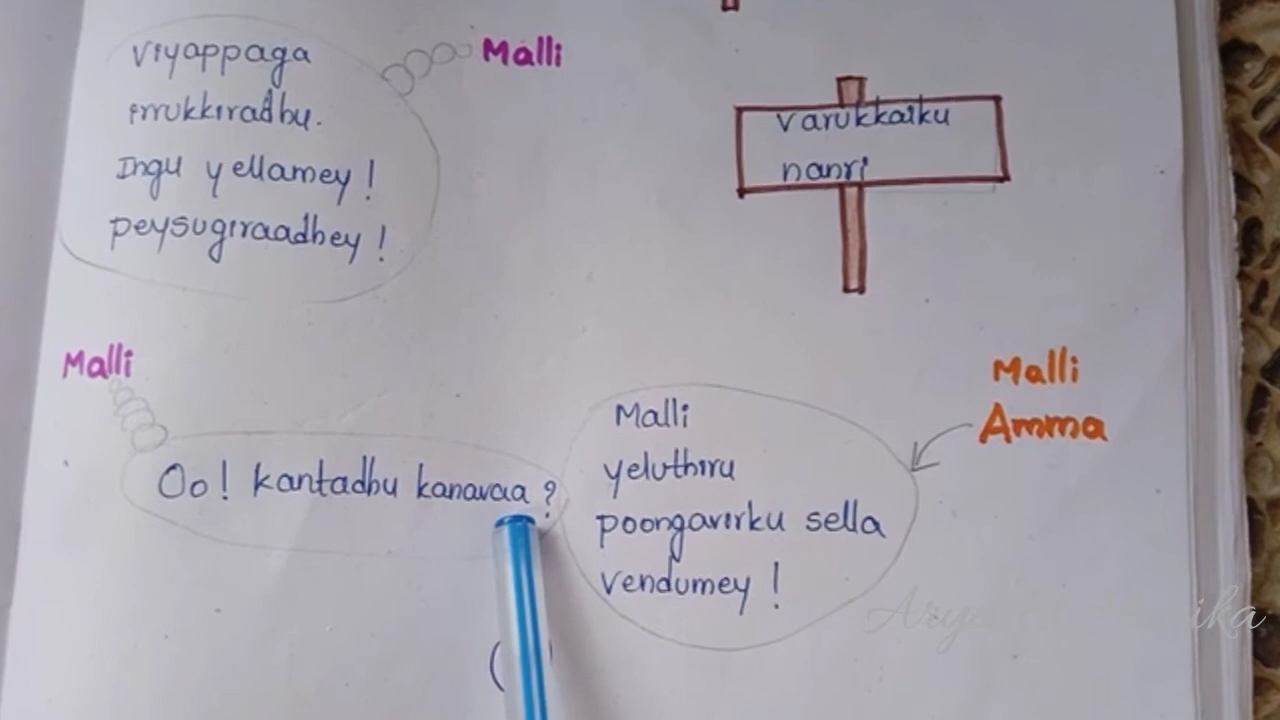 Viyappaga
Malli
irrukkiradhu.
Ingu yellamey !
peysugiraadhey !
Varukkaiku
nanri
Malli
Oo! kantadhu kanavaa ?
Malli
yeluthiru
poongavirku sella
vendumey !
Malli
Amma